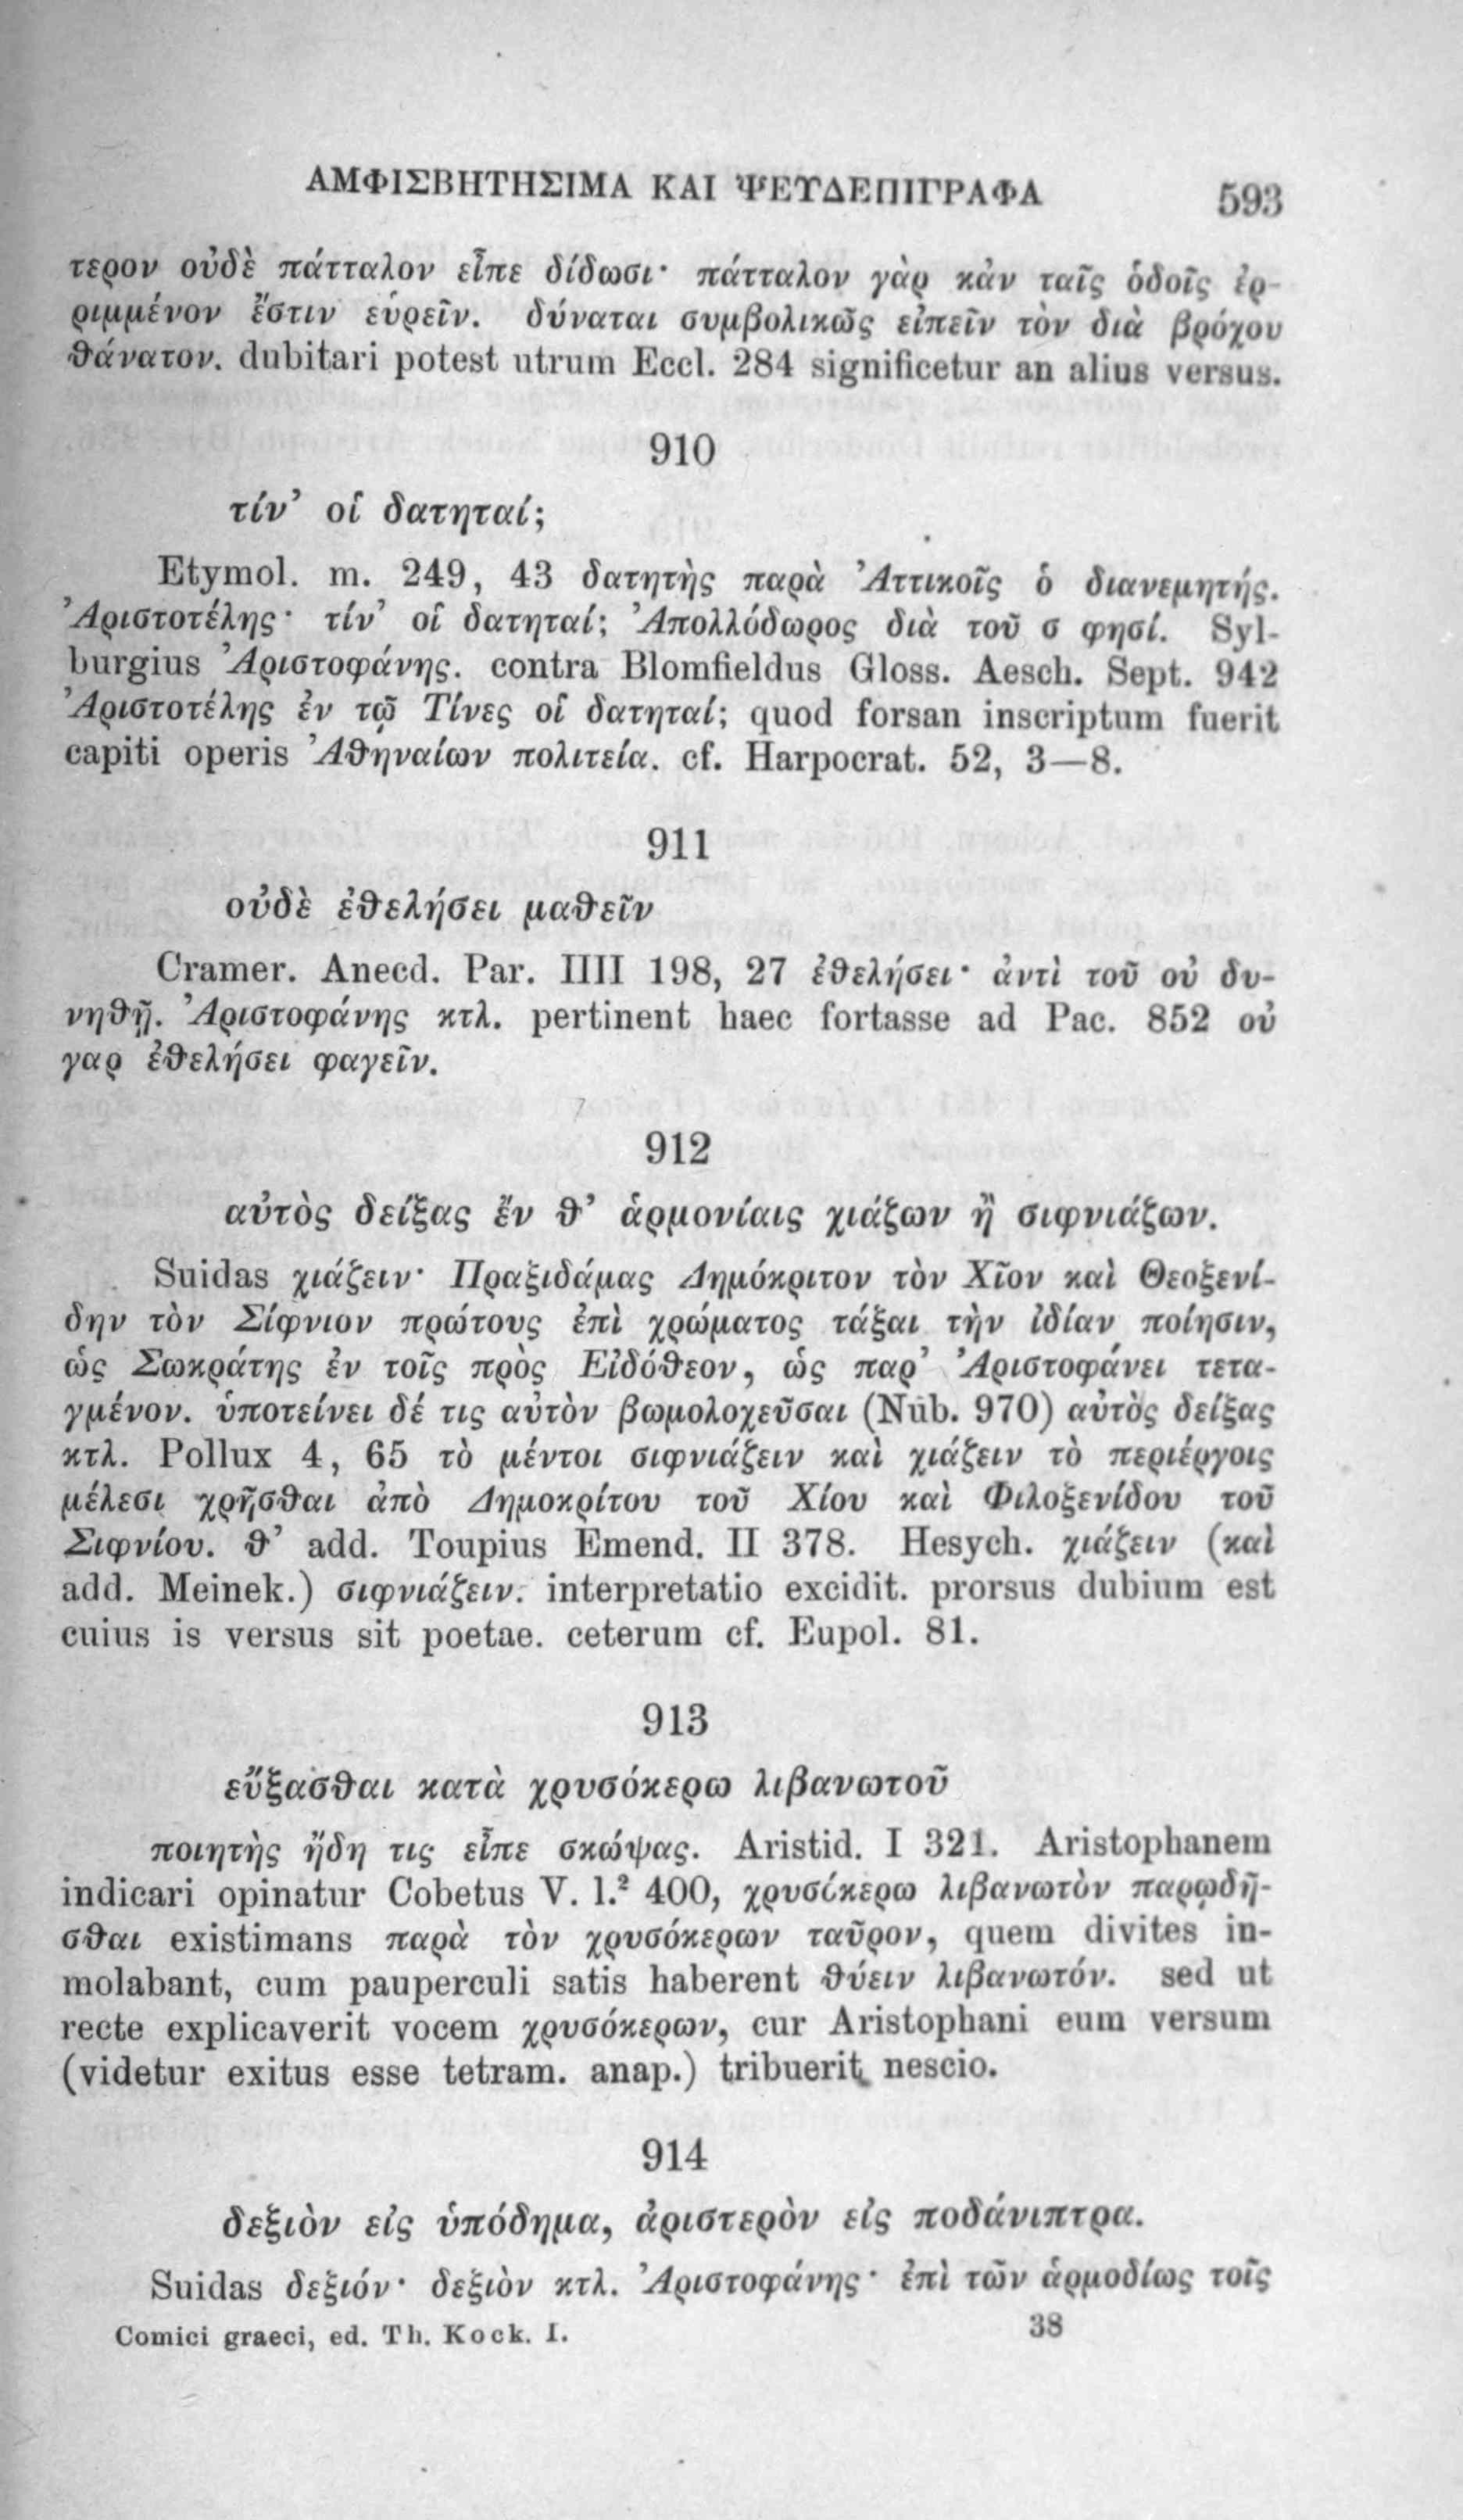 ΑΜΦΙΣΒΗΤΗΣΙΜΑ ΚΑΙ ΨΕΥΔΕΠΙΓΡΑΦΑ 593
τερον οὐδὲ πάτταλον εἶπε δίδωσι· πάτταλον γὰρ κἀν ταῖς ὁδοῖς ἐρ-
ριμμένον ἔστιν εὑρεῖν. δύναται συμβολικῶς εἰπεῖν τὸν διὰ βρόχου
θάνατον. dubitari potest utrum Eccl. 284 significetur an alius versus.
910
τίν’ οἱ δατηταί;
Etymol. m. 249, 43 δατητὴς παρὰ Ἀττικοῖς ὁ διανεμητής.
Ἀριστοτέλης· τίν’ οἱ δατηταί; Ἀπολλόδωρος διὰ τοῦ σ φησί. Syl-
burgius Ἀριστοφάνης. contra Blomfieldus Gloss. Aesch. Sept. 942
Ἀριστοτέλης ἐν τῷ Τίνες οἱ δατηταί; quod forsan inscriptum fuerit
capiti operis Ἀθηναίων πολιτεία. cf. Harpocrat. 52, 3—8.
911
οὐδὲ ἐθελήσει μαθεῖν
Cramer. Anecd. Par. IIII 198, 27 ἐθελήσει· ἀντὶ τοῦ οὐ δυ-
νηθῇ. Ἀριστοφάνης κτλ. pertinent haec fortasse ad Pac. 852 οὐ
γαρ ἐθελήσει φαγεῖν.
912
αὐτὸς δείξας ἔν θ’ ἁρμονίαις χιάζων ἢ σιφνιάζων.
Suidas χιάζειν· Πραξιδάμας Δημόκριτον τὸν Χῖον καὶ Θεοξενί-
δην τὸν Σίφνιον πρώτους ἐπὶ χρώματος τάξαι τὴν ἰδίαν ποίησιν,
ὡς Σωκράτης ἐν τοῖς πρὸς Εἰδόθεον, ὡς παρ’ Ἀριστοφάνει τετα-
γμένον. ὑποτείνει δέ τις αὐτὸν βωμολοχεῦσαι (Nub. 970) αὐτὸς δείξας
κτλ. Pollux 4, 65 τὸ μέντοι σιφνιάζειν καὶ χιάζειν τὸ περιέργοις
μέλεσι χρῆσθαι ἀπὸ Δημοκρίτου τοῦ Χίου καὶ Φιλοξενίδου τοῦ
Σιφνίου. θ’ add. Toupius Emend. II 378. Hesych. χιάζειν (καὶ
add. Meinek.) σιφνιάζειν. interpretatio excidit. prorsus dubium est
cuius is versus sit poetae. ceterum cf. Eupol. 81.
913
εὔξασθαι κατὰ χρυσόκερω λιβανωτοῦ
ποιητὴς ἤδη τις εἶπε σκώψας. Aristid. I 321. Aristophanem
indicari opinatur Cobetus V. l.² 400, χρυσόκερω λιβανωτὸν παρῳδῆ-
σθαι existimans παρὰ τὸν χρυσόκερων ταῦρον, quem divites in-
molabant, cum pauperculi satis haberent θύειν λιβανωτόν. sed ut
recte explicaverit vocem χρυσόκερων, cur Aristophani eum versum
(videtur exitus esse tetram. anap.) tribuerit nescio.
914
δεξιὸν εἰς ὑπόδημα, ἀριστερὸν εἰς ποδάνιπτρα.
Suidas δεξιόν· δεξιὸν κτλ. Ἀριστοφάνης· ἐπὶ τῶν ἁρμοδίως τοῖς
Comici graeci, ed. Th. Kock. I. 38